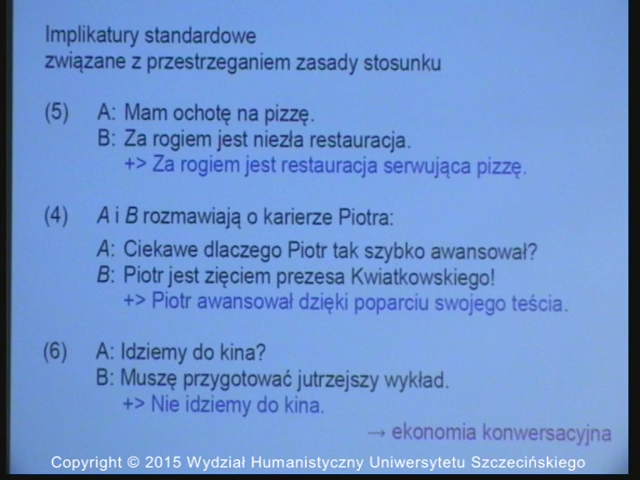 Implikatury standardowe
związane z przestrzeganiem zasady stosunku
(5) A: Mam ochotę na pizzę.
B: Za rogiem jest niezła restauracja.
+> Za rogiem jest restauracja serwująca pizzę.
(4) A i B rozmawiają o karierze Piotra:
A: Ciekawe dlaczego Piotr tak szybko awansował?
B: Piotr jest zięciem prezesa Kwiatkowskiego!
+> Piotr awansował dzięki poparciu swojego teścia.
(6) A: Idziemy do kina?
B: Muszę przygotować jutrzejszy wykład.
+> Nie idziemy do kina.
→ ekonomia konwersacyjna
Copyright © 2015 Wydział Humanistyczny Uniwersytetu Szczecińskiego